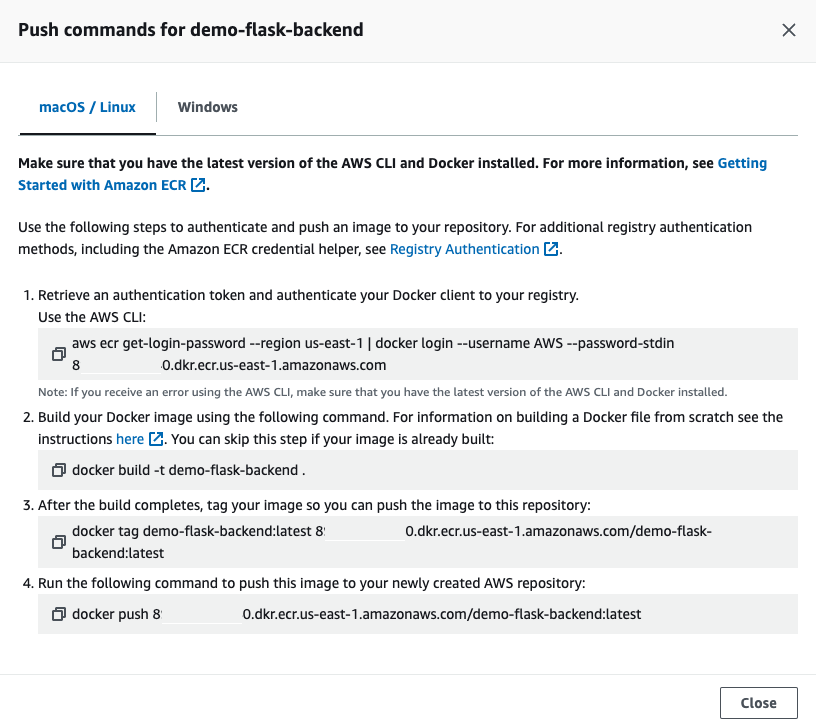 Push commands for demo-flask-backend
macOS / Linux
Windows
Make sure that you have the latest version of the AWS CLI and Docker installed. For more information, see Getting
Started with Amazon ECR.
Use the following steps to authenticate and push an image to your repository. For additional registry authentication
methods, including the Amazon ECR credential helper, see Registry Authentication.
1. Retrieve an authentication token and authenticate your Docker client to your registry.
Use the AWS CLI:
aws ecr get-login-password --region us-east-1 | docker login --username AWS --password-stdin
8 0.dkr.ecr.us-east-1.amazonaws.com
Note: If you receive an error using the AWS CLI, make sure that you have the latest version of the AWS CLI and Docker installed.
2. Build your Docker image using the following command. For information on building a Docker file from scratch see the
instructions here. You can skip this step if your image is already built:
docker build -t demo-flask-backend .
3. After the build completes, tag your image so you can push the image to this repository:
docker tag demo-flask-backend:latest 8 0.dkr.ecr.us-east-1.amazonaws.com/demo-flask-
backend:latest
4. Run the following command to push this image to your newly created AWS repository:
docker push 8 0.dkr.ecr.us-east-1.amazonaws.com/demo-flask-backend:latest
Close